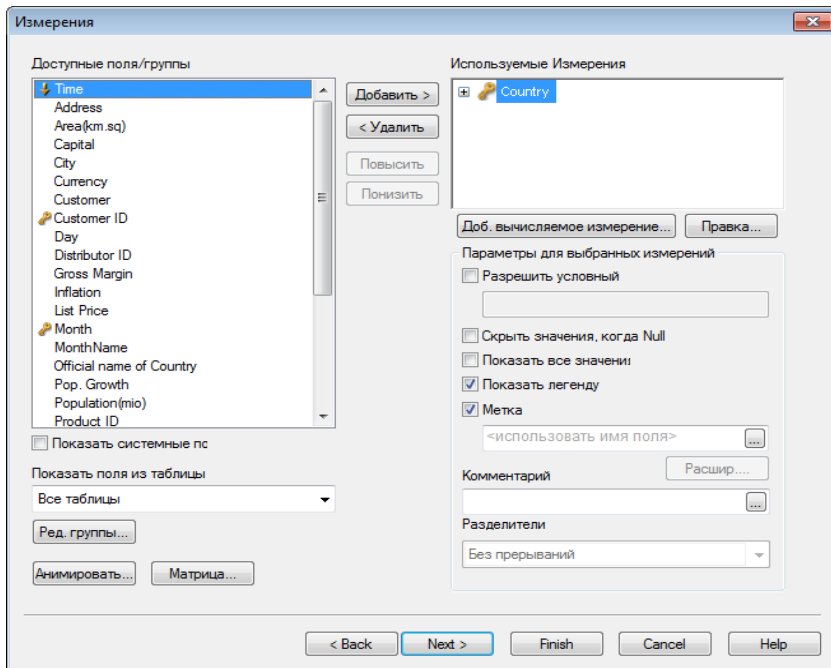 Измерения
Доступные поля/группы
Time
Address
Area(km.sq)
Capital
City
Currency
Customer
Customer ID
Day
Distributor ID
Gross Margin
Inflation
List Price
Month
MonthName
Official name of Country
Pop. Growth
Population(mio)
Product ID
Показать системные по
Показать поля из таблицы
Все таблицы
Ред. группы...
Анимировать...
Матрица...
Добавить >
< Удалить
Повысить
Понизить
Используемые Измерения
Country
Доб. вычисляемое измерение...
Правка...
Параметры для выбранных измерений
Разрешить условный
Скрыть значения, когда Null
Показать все значени
Показать легенду
Метка
<использовать имя поля>
...
Расшир....
Комментарий
...
Разделители
Без прерываний
< Back
Next >
Finish
Cancel
Help